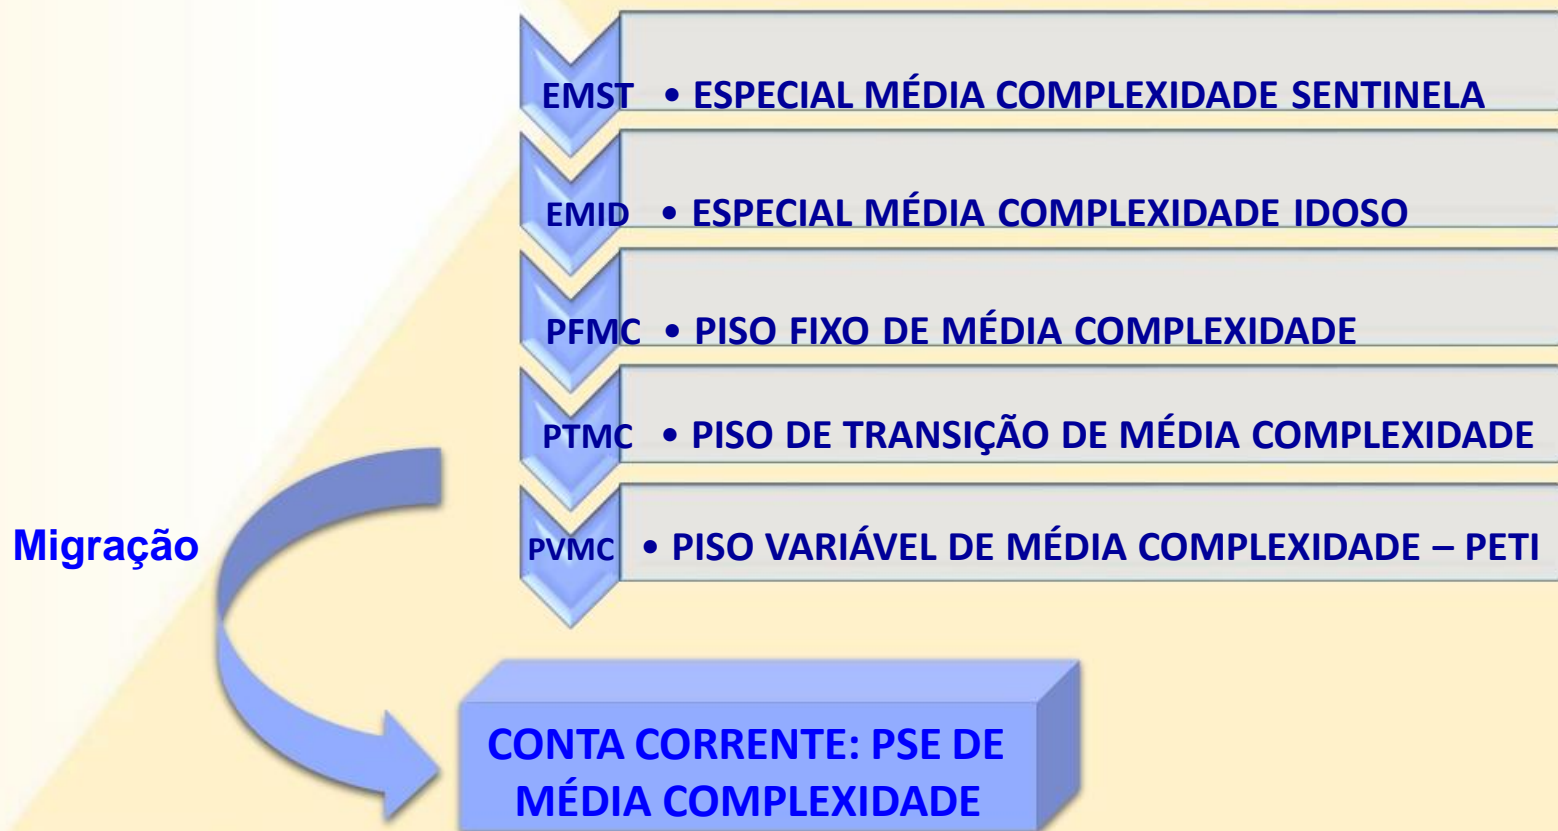 EMST • ESPECIAL MÉDIA COMPLEXIDADE SENTINELA
EMID • ESPECIAL MÉDIA COMPLEXIDADE IDOSO
PFMC • PISO FIXO DE MÉDIA COMPLEXIDADE
PTMC • PISO DE TRANSIÇÃO DE MÉDIA COMPLEXIDADE
PVMC • PISO VARIÁVEL DE MÉDIA COMPLEXIDADE – PETI
Migração
CONTA CORRENTE: PSE DE
MÉDIA COMPLEXIDADE